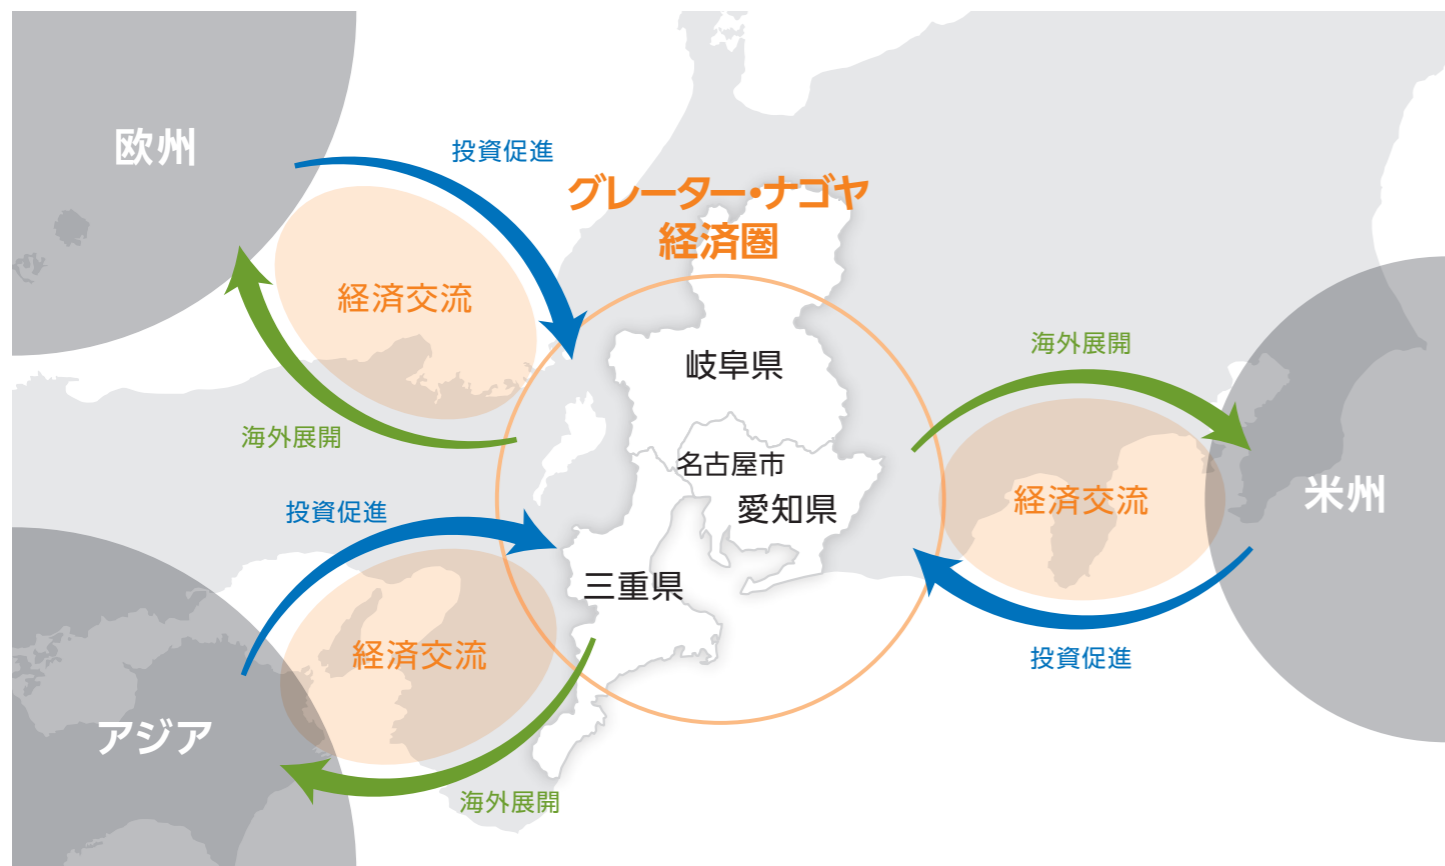 欧州
投資促進
グレーター・ナゴヤ
経済圏
経済交流
海外展開
岐阜県
海外展開
名古屋市
愛知県
経済交流
米州
投資促進
三重県
経済交流
投資促進
アジア
海外展開